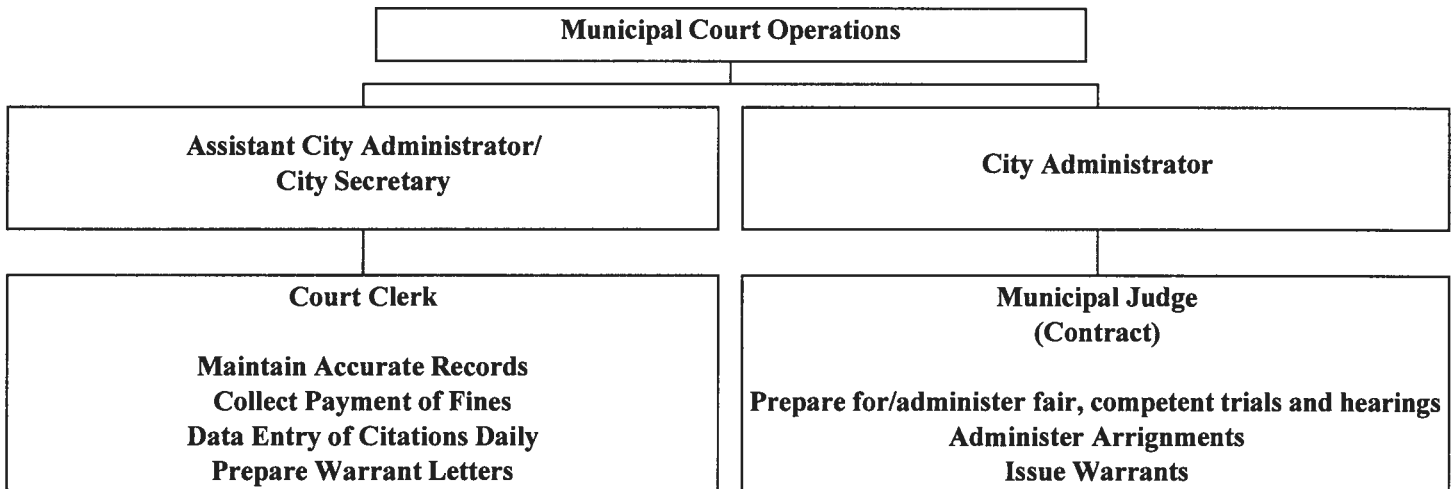 Municipal Court Operations
Assistant City Administrator/
City Secretary
City Administrator
Court Clerk
Maintain Accurate Records
Collect Payment of Fines
Data Entry of Citations Daily
Prepare Warrant Letters
Municipal Judge
(Contract)
Prepare for/administer fair, competent trials and hearings
Administer Arrignments
Issue Warrants